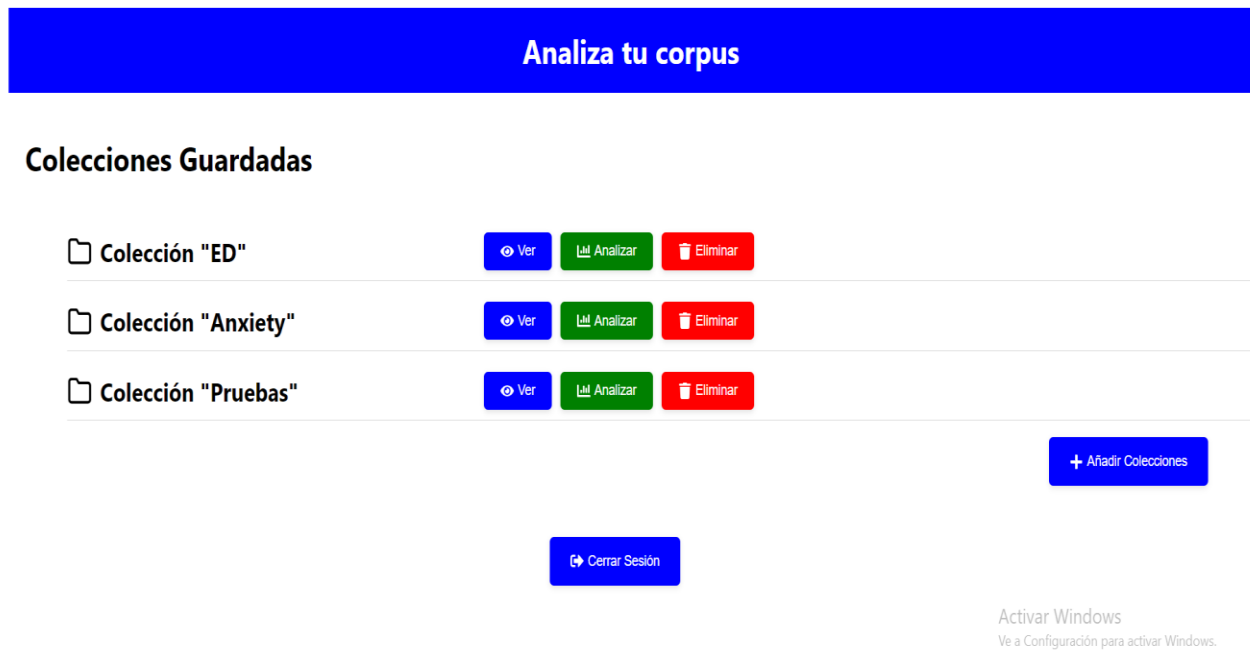 Analiza tu corpus
Colecciones Guardadas
Colección "ED" Ver Analizar Eliminar
Colección "Anxiety" Ver Analizar Eliminar
Colección "Pruebas" Ver Analizar Eliminar
Añadir Colecciones
Cerrar Sesión
Activar Windows
Ve a Configuración para activar Windows.